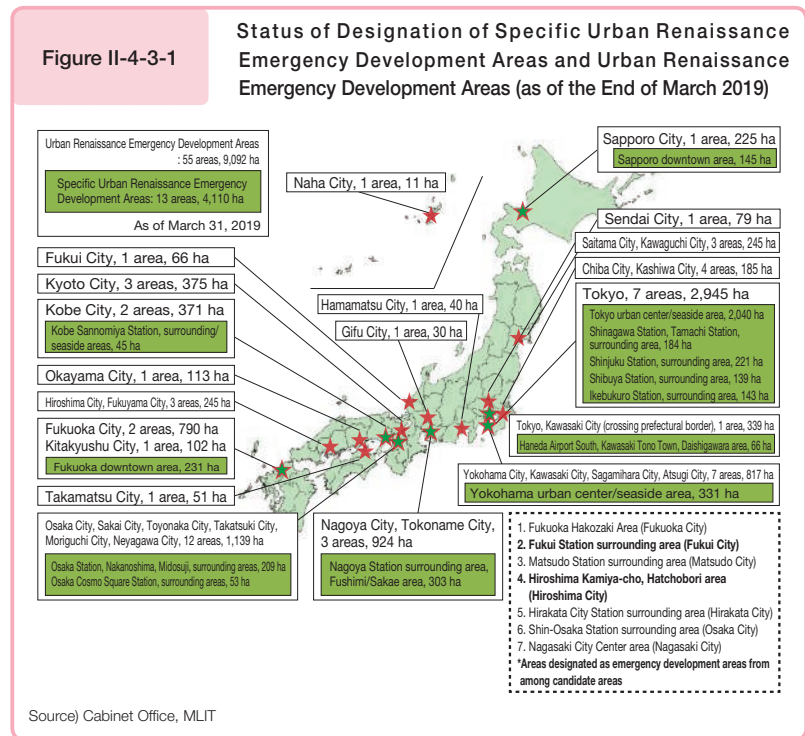 Figure II-4-3-1
Status of Designation of Specific Urban Renaissance
Emergency Development Areas and Urban Renaissance
Emergency Development Areas (as of the End of March 2019)
Urban Renaissance Emergency Development Areas
: 55 areas, 9,092 ha
Specific Urban Renaissance Emergency
Development Areas: 13 areas, 4,110 ha
As of March 31, 2019
Naha City, 1 area, 11 ha
Sapporo City, 1 area, 225 ha
Sapporo downtown area, 145 ha
Sendai City, 1 area, 79 ha
Saitama City, Kawaguchi City, 3 areas, 245 ha
Chiba City, Kashiwa City, 4 areas, 185 ha
Tokyo, 7 areas, 2,945 ha
Tokyo urban center/seaside area, 2,040 ha
Shinagawa Station, Tamachi Station,
surrounding area,
184 ha
Shinjuku Station, surrounding area, 221 ha
Shibuya Station, surrounding area, 139 ha
Ikebukuro Station, surrounding area, 143 ha
Fukui City, 1 area, 66 ha
Kyoto City, 3 areas, 375 ha
Kobe City, 2 areas, 371 ha
Kobe Sannomiya Station, surrounding/
seaside areas, 45 ha
Hamamatsu City, 1 area, 40 ha
Gifu City, 1 area, 30 ha
Okayama City, 1 area, 113 ha
Hiroshima City, Fukuyama City, 3 areas, 245 ha
Fukuoka City, 2 areas, 790 ha
Kitakyushu City, 1 area, 102 ha
Fukuoka downtown area, 231 ha
Takamatsu City, 1 area, 51 ha
Tokyo, Kawasaki City (crossing prefectural border), 1 area, 339 ha
Haneda Airport South, Kawasaki Tono Town, Daishigawara area, 66 ha
Yokohama City, Kawasaki City, Sagamihara City, Atsugi City, 7 areas, 817 ha
Yokohama urban center/seaside area, 331 ha
Osaka City, Sakai City, Toyonaka City, Takatsuki City,
Moriguchi City, Neyagawa City, 12 areas, 1,139 ha
Osaka Station, Nakanoshima, Midosuji, surrounding areas, 209 ha
Osaka Cosmo Square Station, surrounding areas, 53 ha
Nagoya City, Tokoname City,
3 areas, 924 ha
Nagoya Station surrounding area,
Fushimi/Sakae area, 303 ha
1. Fukuoka Hakozaki Area (Fukuoka City)
2. Fukui Station surrounding area (Fukui City)
3. Matsudo Station surrounding area (Matsudo City)
4. Hiroshima Kamiya-cho, Hatchobori area
(Hiroshima City)
5. Hirakata City Station surrounding area (Hirakata City)
6. Shin-Osaka Station surrounding area (Osaka City)
7. Nagasaki City Center area (Nagasaki City)
*Areas designated as emergency development areas from
among candidate areas
Source) Cabinet Office, MLIT